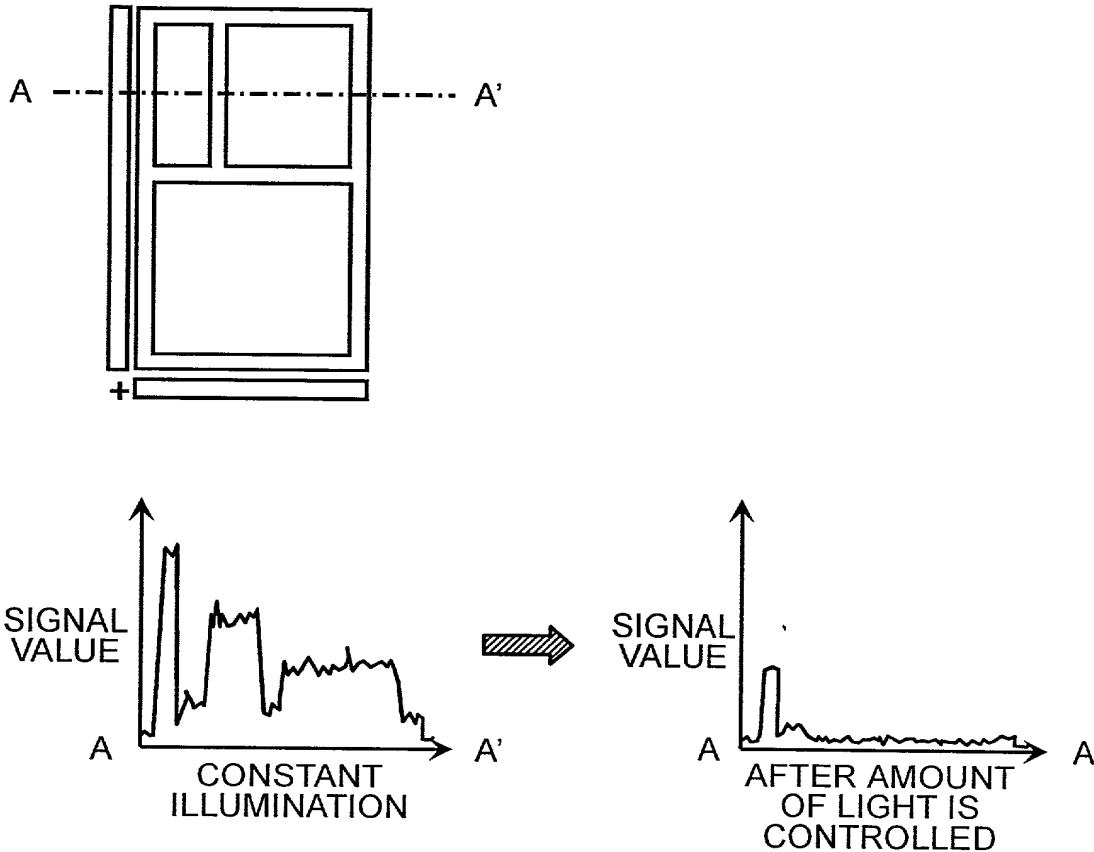 A
A'
+
SIGNAL
VALUE
A
A'
CONSTANT
ILLUMINATION
SIGNAL
VALUE
A
A
AFTER AMOUNT
OF LIGHT IS
CONTROLLED